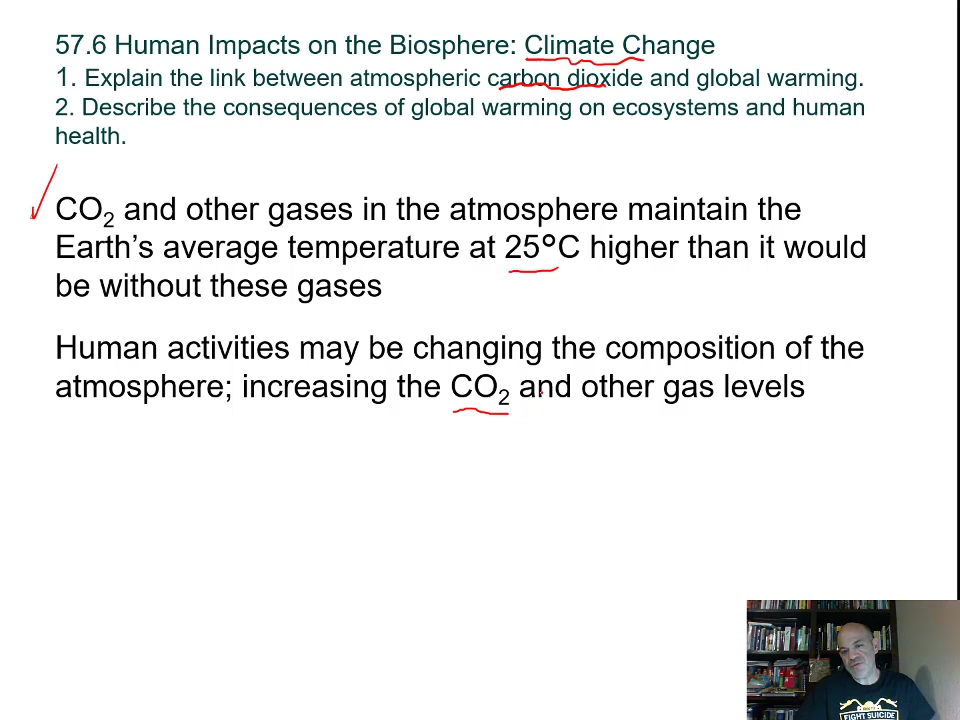 57.6 Human Impacts on the Biosphere: Climate Change
1. Explain the link between atmospheric carbon dioxide and global warming.
2. Describe the consequences of global warming on ecosystems and human
health.
CO₂ and other gases in the atmosphere maintain the
Earth’s average temperature at 25°C higher than it would
be without these gases
Human activities may be changing the composition of the
atmosphere; increasing the CO₂ and other gas levels
FIGHT SUICIDE